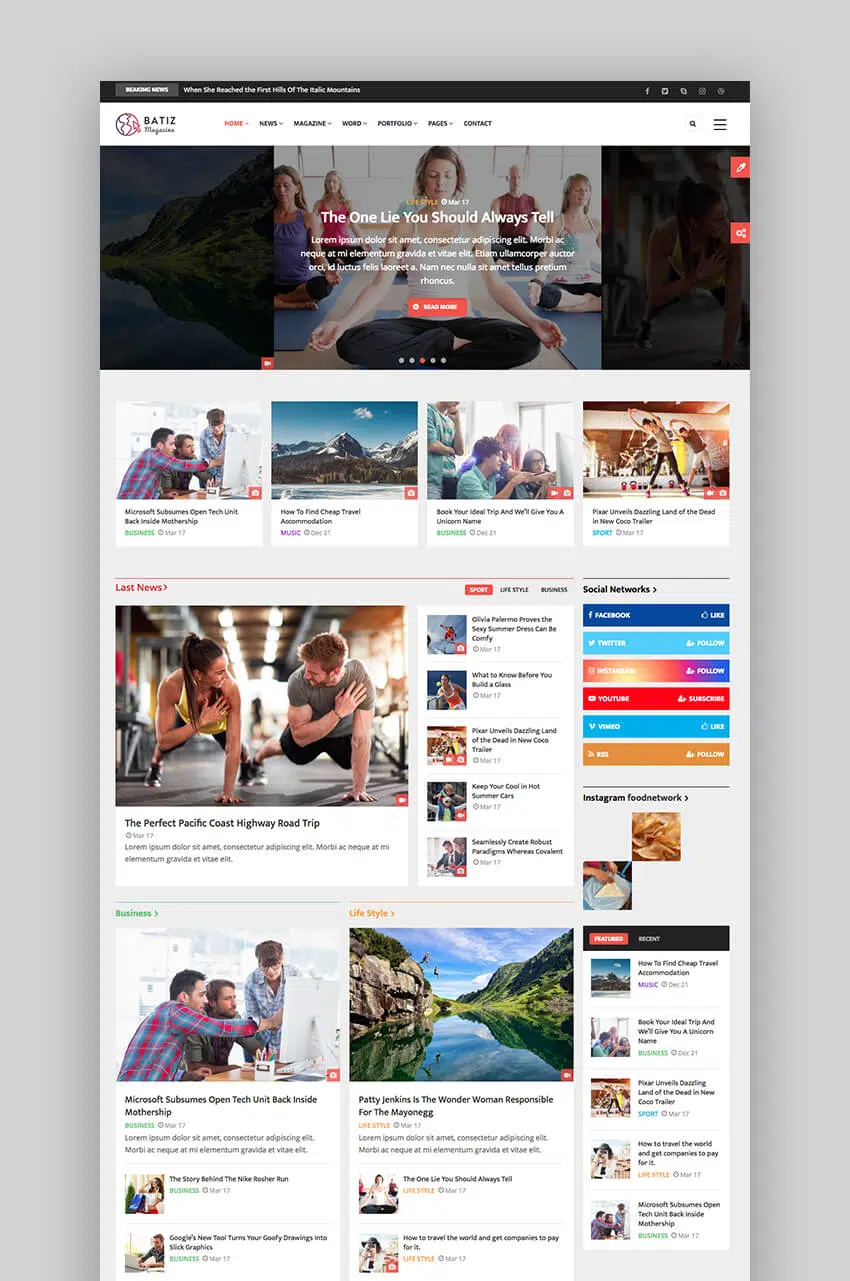 BEAKING NEWS
When She Reached the First Hills Of The Italic Mountains
BATIZ
Magazine
HOME
NEWS
MAGAZINE
WORD
PORTFOLIO
PAGES
CONTACT
LIFE STYLE Mar 17
The One Lie You Should Always Tell
Lorem ipsum dolor sit amet, consectetur adipiscing elit. Morbi ac
neque at mi elementum gravida et vitae elit. Etiam ullamcorper auctor
orci, id luctus felis laoreet a. Nam nec nulla sit amet tellus pretium
rhoncus.
READ MORE
Microsoft Subsumes Open Tech Unit
Back Inside Mothership
BUSINESS Mar 17
How To Find Cheap Travel
Accommodation
MUSIC Dec 21
Book Your Ideal Trip And We'll Give You A
Unicorn Name
BUSINESS Dec 21
Pixar Unveils Dazzling Land of the Dead
in New Coco Trailer
SPORT Mar 17
Last News
SPORT
LIFE STYLE
BUSINESS
The Perfect Pacific Coast Highway Road Trip
Mar 17
Lorem ipsum dolor sit amet, consectetur adipiscing elit. Morbi ac neque at mi
elementum gravida et vitae elit.
Olivia Palermo Proves the
Sexy Summer Dress Can Be
Comfy
Mar 17
What to Know Before You
Build a Glass
Mar 17
Pixar Unveils Dazzling Land
of the Dead in New Coco
Trailer
Mar 17
Keep Your Cool in Hot
Summer Cars
Mar 17
Seamlessly Create Robust
Paradigms Whereas Covalent
Mar 17
Social Networks
FACEBOOK LIKE
TWITTER FOLLOW
INSTAGRAM FOLLOW
YOUTUBE SUBSCRIBE
VIMEO LIKE
RSS FOLLOW
Instagram foodnetwork
Business
Microsoft Subsumes Open Tech Unit Back Inside
Mothership
BUSINESS Mar 17
Lorem ipsum dolor sit amet, consectetur adipiscing elit.
Morbi ac neque at mi elementum gravida et vitae elit.
The Story Behind The Nike Rosher Run
BUSINESS Mar 17
Google's New Tool Turns Your Goofy Drawings Into
Slick Graphics
BUSINESS Mar 17
Life Style
Patty Jenkins Is The Wonder Woman Responsible
For The Mayonegg
LIFE STYLE Mar 17
Lorem ipsum dolor sit amet, consectetur adipiscing elit.
Morbi ac neque at mi elementum gravida et vitae elit.
The One Lie You Should Always Tell
LIFE STYLE Mar 17
How to travel the world and get companies to pay
for it.
LIFE STYLE Mar 17
FEATURED
RECENT
How To Find Cheap Travel
Accommodation
MUSIC Dec 21
Book Your Ideal Trip And
We'll Give You A Unicorn
Name
BUSINESS Dec 21
Pixar Unveils Dazzling
Land of the Dead in New
Coco Trailer
SPORT Mar 17
How to travel the world
and get companies to pay
for it.
LIFE STYLE Mar 17
Microsoft Subsumes Open
Tech Unit Back Inside
Mothership
BUSINESS Mar 17